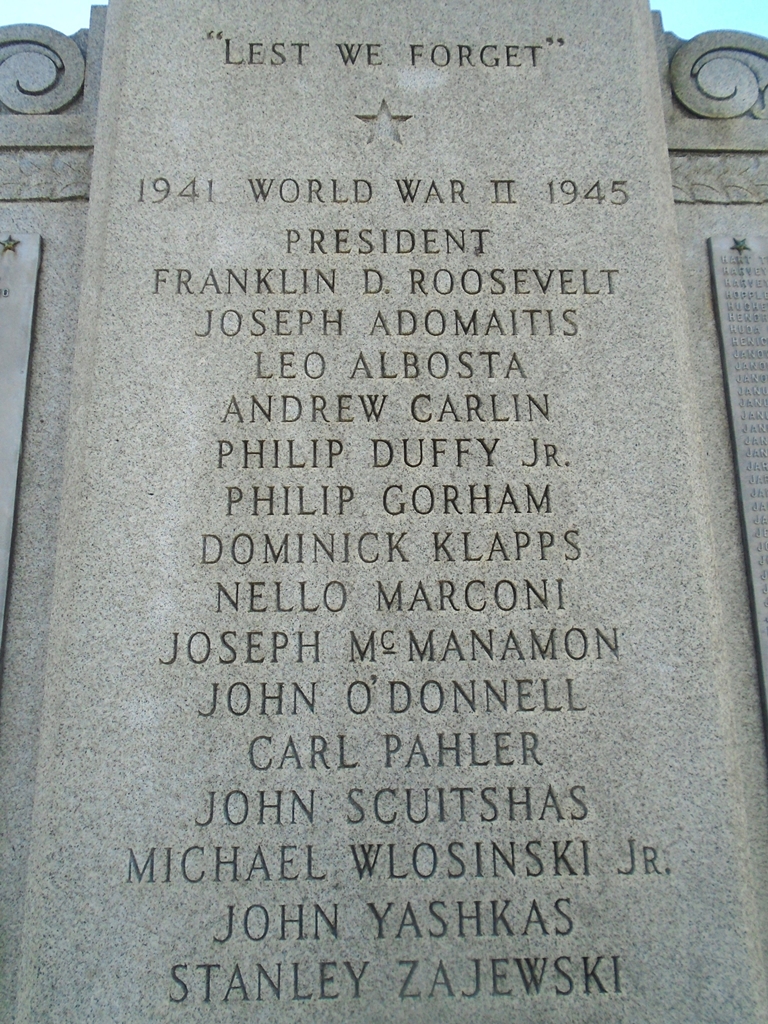 "LEST WE FORGET"
1941 WORLD WAR II 1945
PRESIDENT
FRANKLIN D. ROOSEVELT
JOSEPH ADOMAITIS
LEO ALBOSTA
ANDREW CARLIN
PHILIP DUFFY JR.
PHILIP GORHAM
DOMINICK KLAPPS
NELLO MARCONI
JOSEPH MCMANAMON
JOHN O'DONNELL
CARL PAHLER
JOHN SCUITSHAS
MICHAEL WLOSINSKI JR.
JOHN YASHKAS
STANLEY ZAJEWSKI